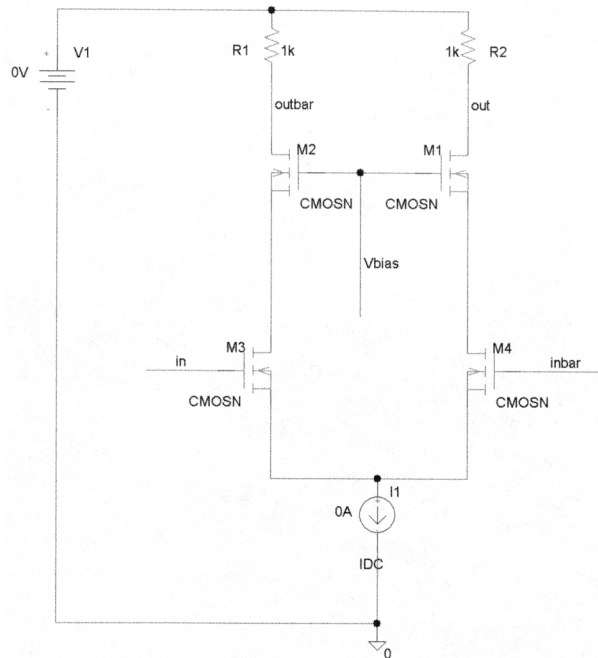 + V1
0V
-
R1 1k
1k R2
outbar
out
M2
M1
CMOSN CMOSN
Vbias
M3
M4
in
inbar
CMOSN
CMOSN
+ I1
0A
IDC
0